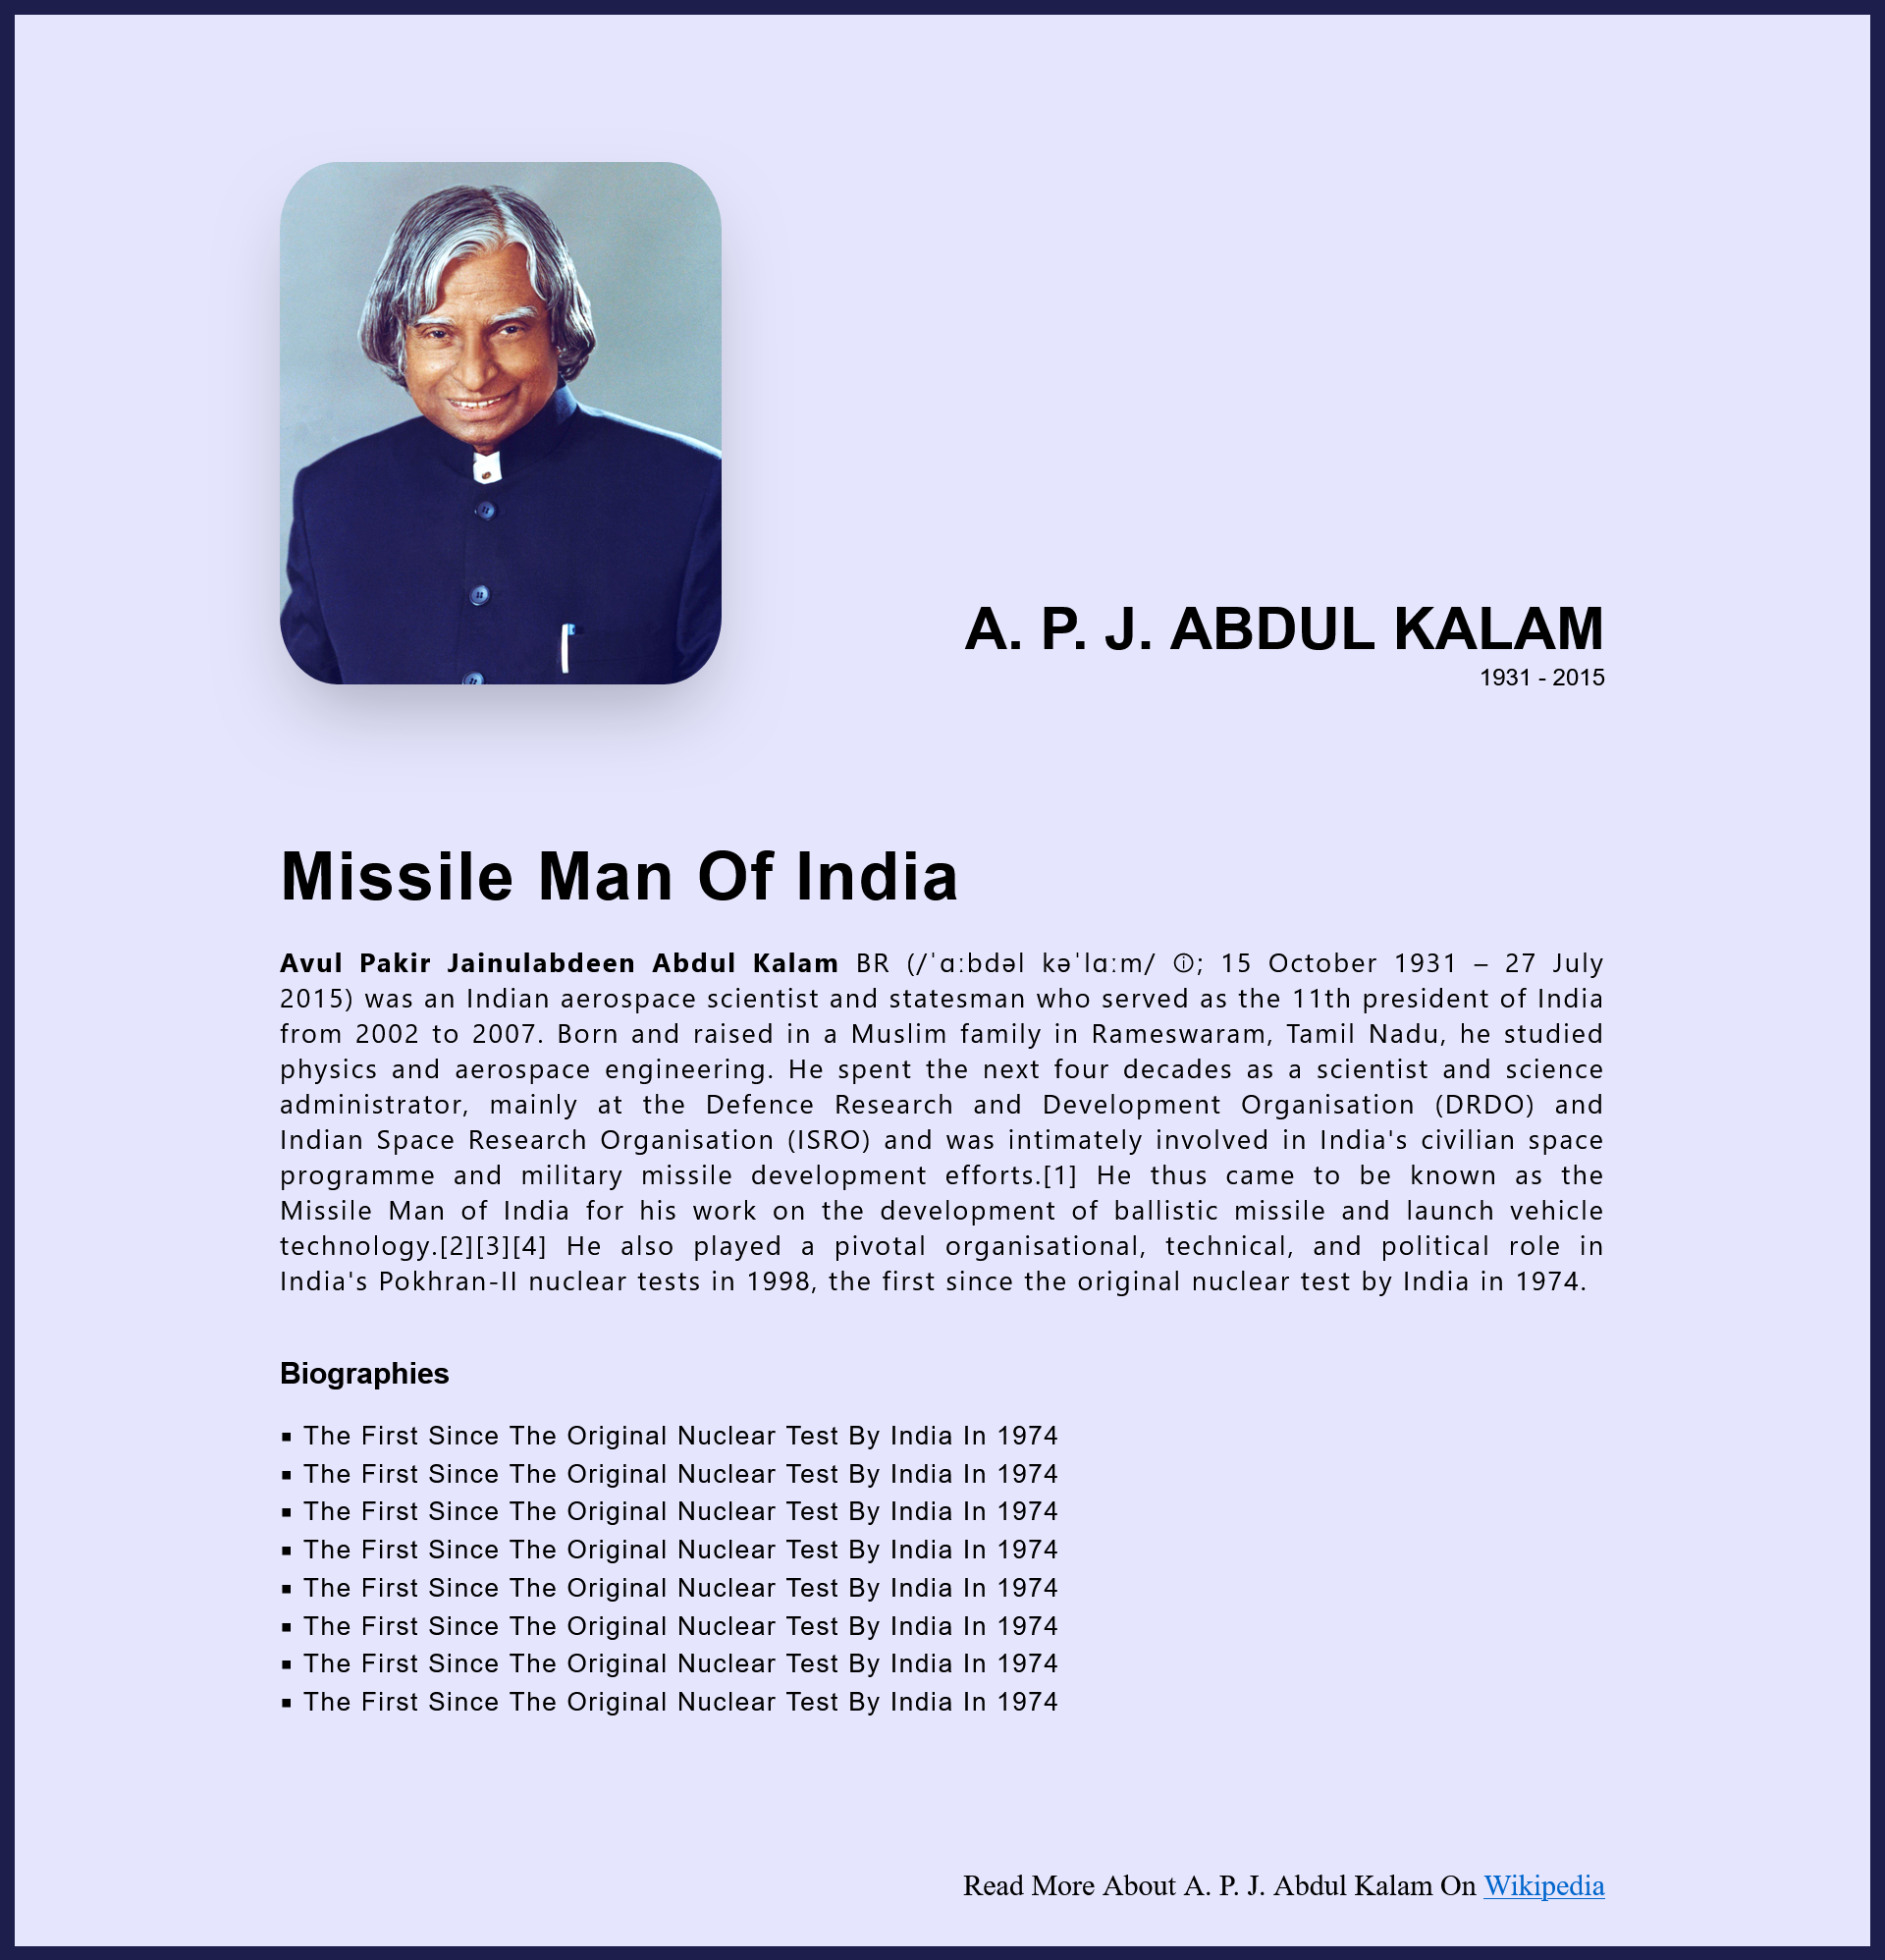 A. P. J. ABDUL KALAM
1931 - 2015
Missile Man Of India
Avul Pakir Jainulabdeen Abdul Kalam BR (/ˈɑːbdəl kəˈlɑːm/ ⓘ; 15 October 1931 – 27 July
2015) was an Indian aerospace scientist and statesman who served as the 11th president of India
from 2002 to 2007. Born and raised in a Muslim family in Rameswaram, Tamil Nadu, he studied
physics and aerospace engineering. He spent the next four decades as a scientist and science
administrator, mainly at the Defence Research and Development Organisation (DRDO) and
Indian Space Research Organisation (ISRO) and was intimately involved in India's civilian space
programme and military missile development efforts.[1] He thus came to be known as the
Missile Man of India for his work on the development of ballistic missile and launch vehicle
technology.[2][3][4] He also played a pivotal organisational, technical, and political role in
India's Pokhran-II nuclear tests in 1998, the first since the original nuclear test by India in 1974.
Biographies
▪ The First Since The Original Nuclear Test By India In 1974
▪ The First Since The Original Nuclear Test By India In 1974
▪ The First Since The Original Nuclear Test By India In 1974
▪ The First Since The Original Nuclear Test By India In 1974
▪ The First Since The Original Nuclear Test By India In 1974
▪ The First Since The Original Nuclear Test By India In 1974
▪ The First Since The Original Nuclear Test By India In 1974
▪ The First Since The Original Nuclear Test By India In 1974
Read More About A. P. J. Abdul Kalam On Wikipedia